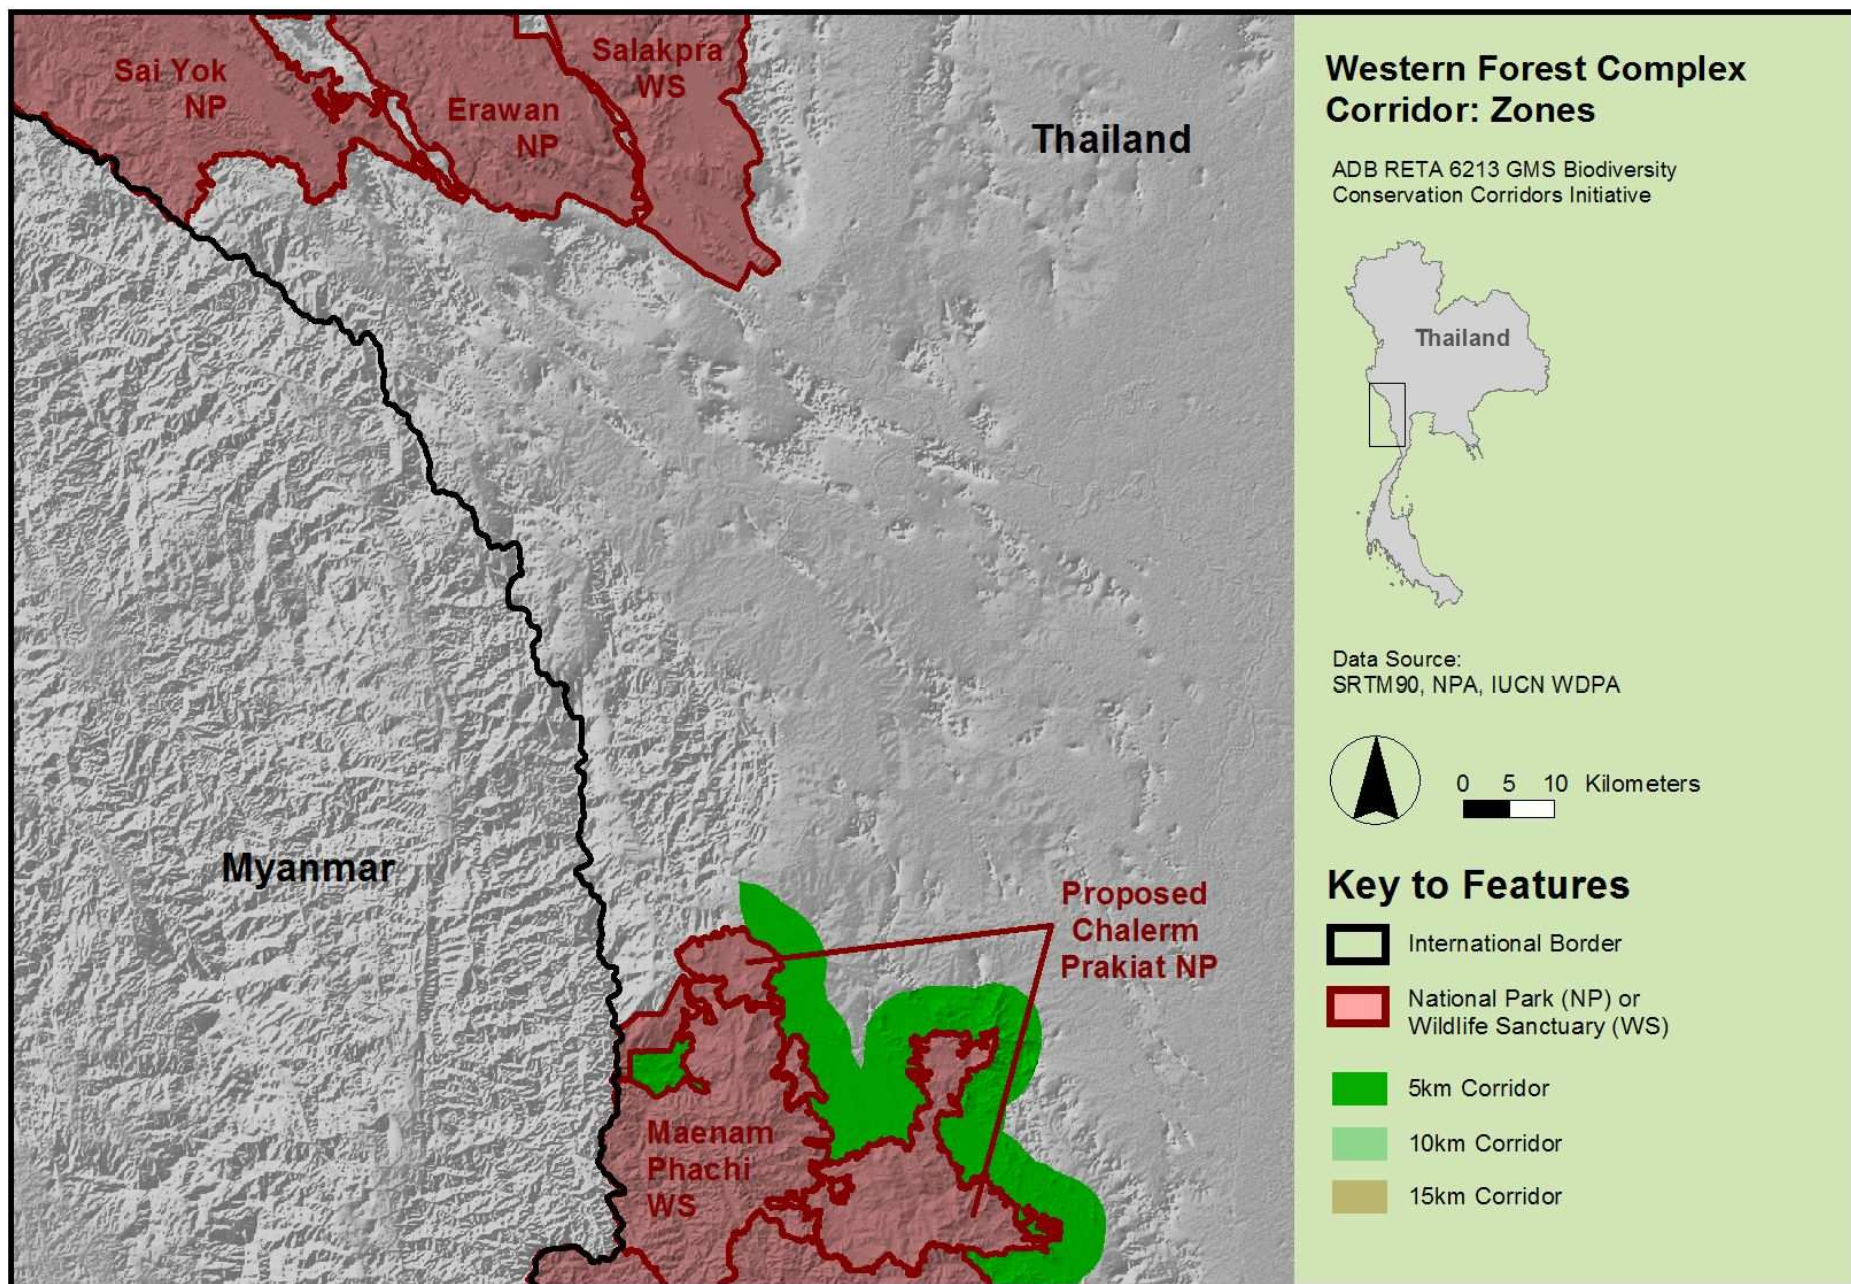 Sai Yok
NP
Erawan
NP
Salakpra
WS
Thailand
Myanmar
Proposed
Chalerm
Prakiat NP
Maenam
Phachi
WS
Western Forest Complex
Corridor: Zones
ADB RETA 6213 GMS Biodiversity
Conservation Corridors Initiative
Thailand
Data Source:
SRTM90, NPA, IUCN WDPA
0 5 10 Kilometers
Key to Features
International Border
National Park (NP) or
Wildlife Sanctuary (WS)
5km Corridor
10km Corridor
15km Corridor